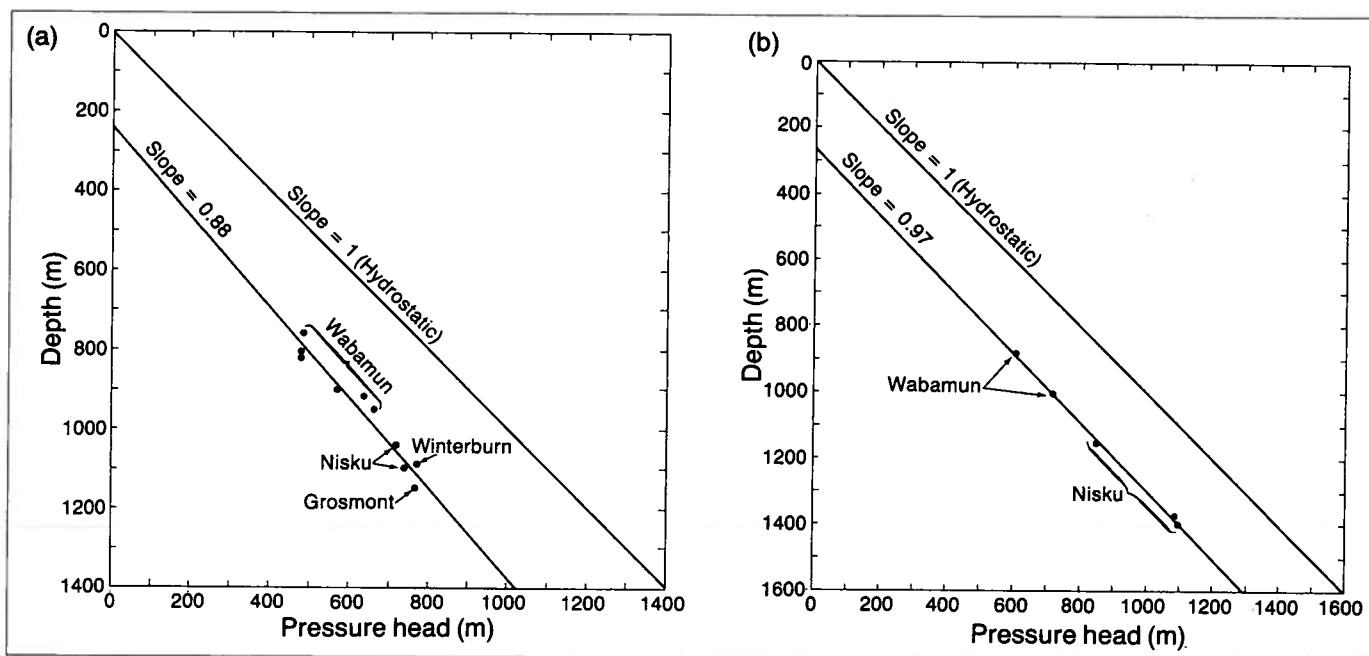 (a)
0
200
400
600
800
1000
1200
1400
Depth (m)
Slope = 1 (Hydrostatic)
Slope = 0.88
Wabamun
Nisku
Winterburn
Grosmont
0 200 400 600 800 1000 1200 1400
Pressure head (m)
(b)
0
200
400
600
800
1000
1200
1400
1600
Depth (m)
Slope = 1 (Hydrostatic)
Slope = 0.97
Wabamun
Nisku
0 200 400 600 800 1000 1200 1400 1600
Pressure head (m)